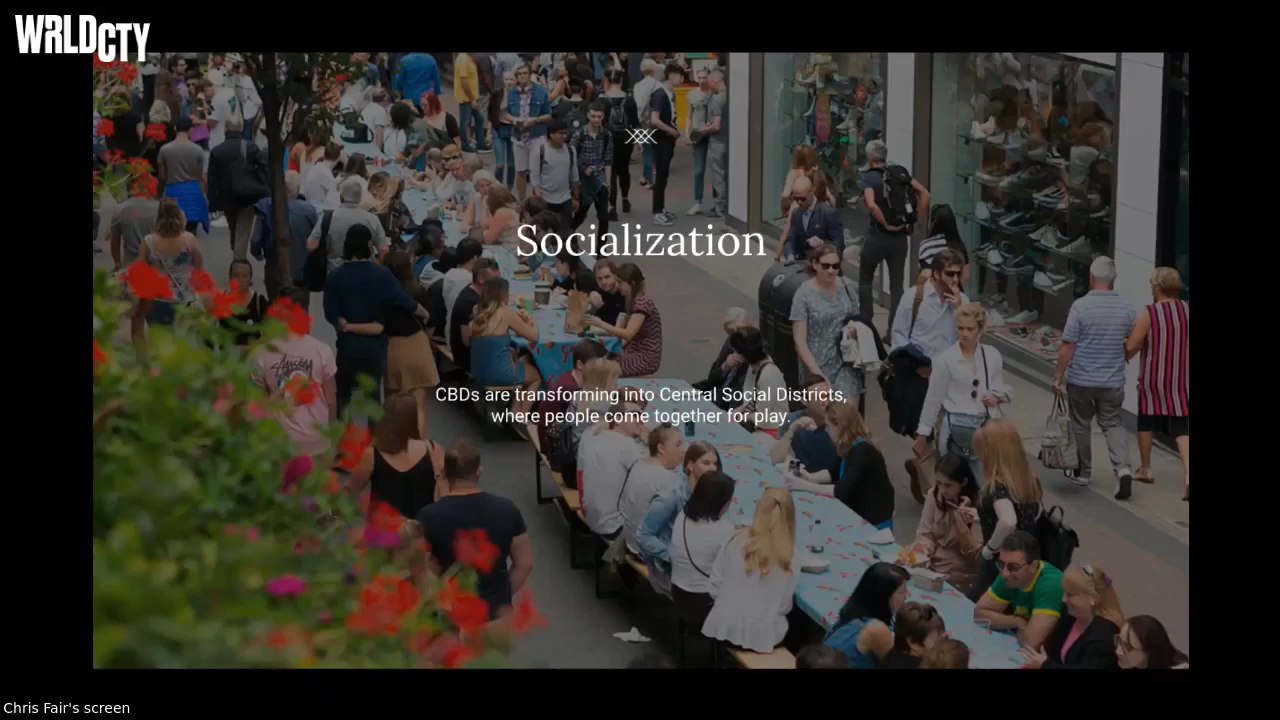 WRLDCTY
Socialization
CBDs are transforming into Central Social Districts,
where people come together for play.
Chris Fair's screen